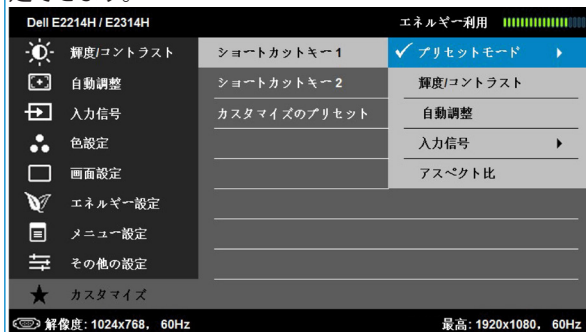 定できます。
Dell E2214H / E2314H
エネルギー利用
輝度/コントラスト
ショートカットキー 1
プリセットモード
自動調整
ショートカットキー 2
輝度/コントラスト
入力信号
カスタマイズのプリセット
自動調整
色設定
入力信号
画面設定
アスペクト比
エネルギー設定
メニュー設定
その他の設定
カスタマイズ
解像度: 1024x768, 60Hz
最高: 1920x1080, 60Hz